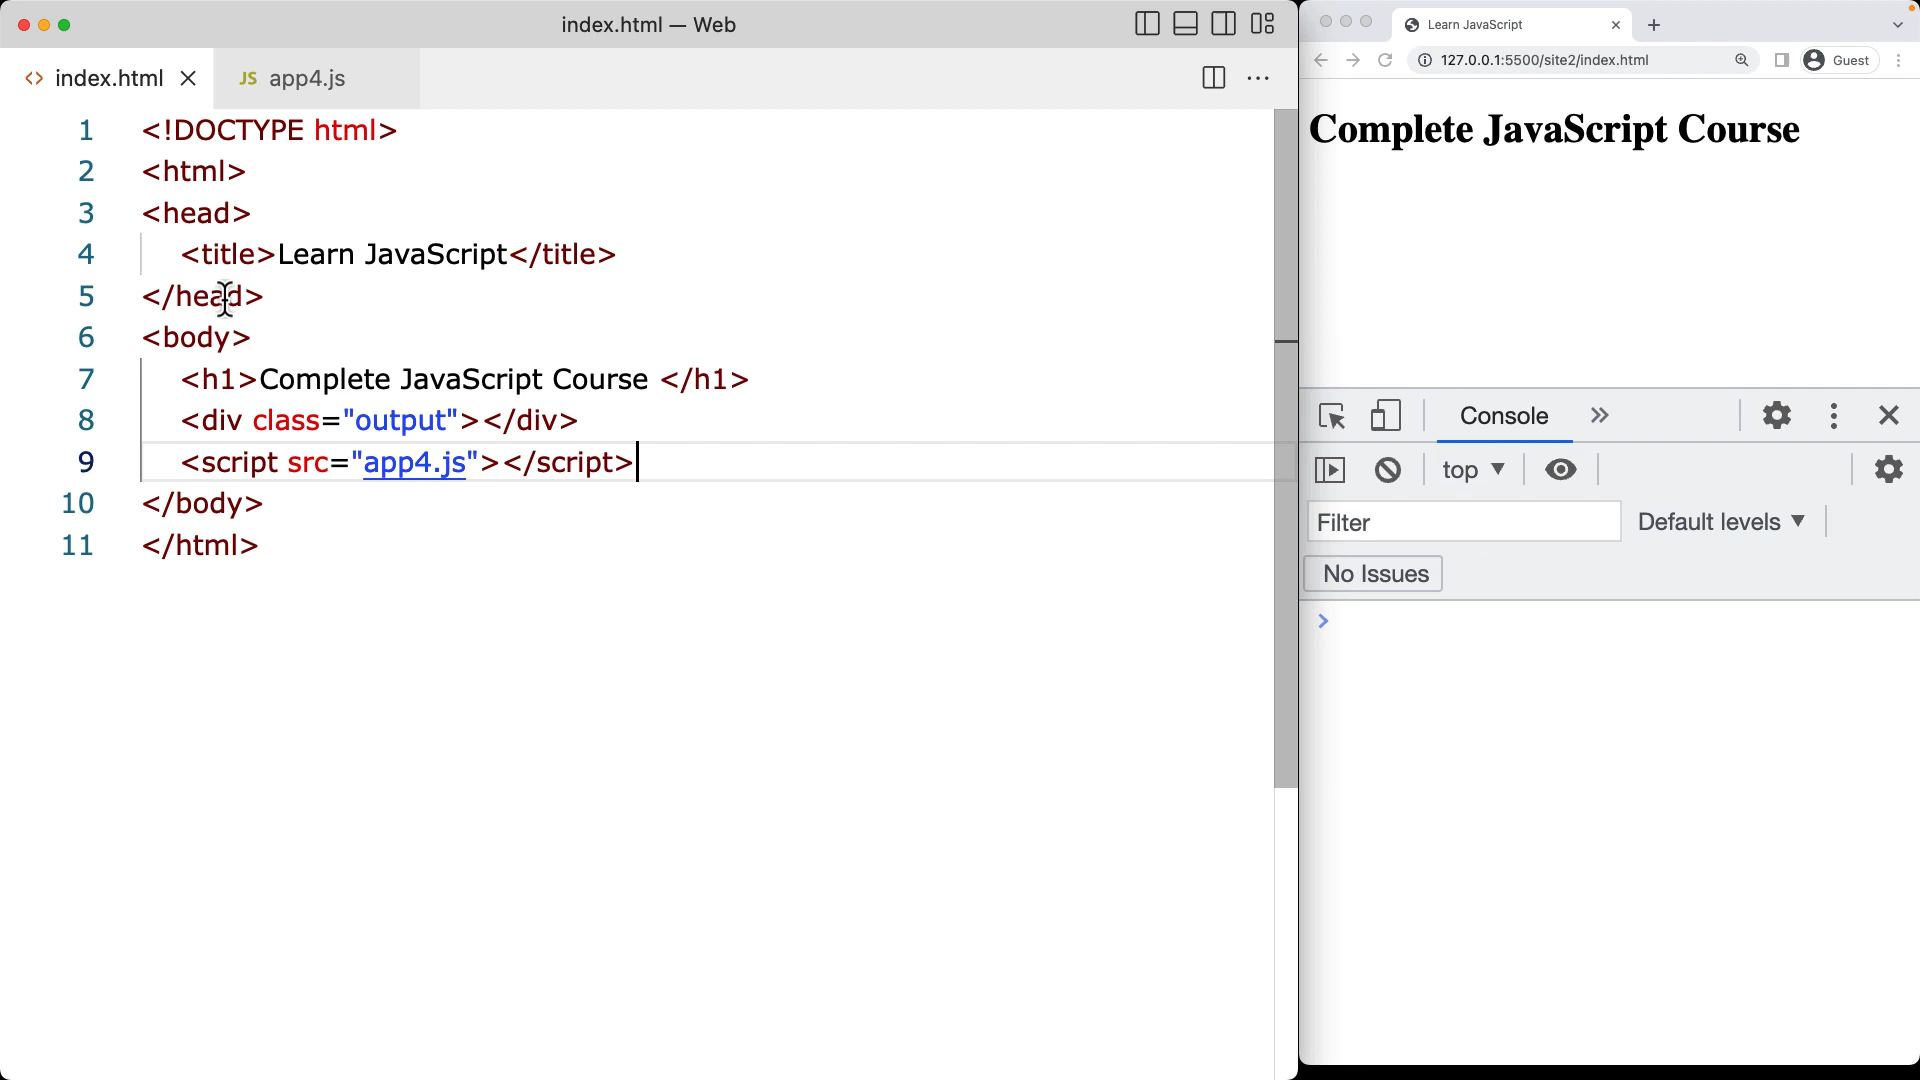 index.html — Web
index.html
JS app4.js
1 <!DOCTYPE html>
2 <html>
3 <head>
4 <title>Learn JavaScript</title>
5 </head>
6 <body>
7 <h1>Complete JavaScript Course </h1>
8 <div class="output"></div>
9 <script src="app4.js"></script>
10 </body>
11 </html>
Learn JavaScript
127.0.0.1:5500/site2/index.html
Guest
Complete JavaScript Course
Console
top
Filter
Default levels
No Issues